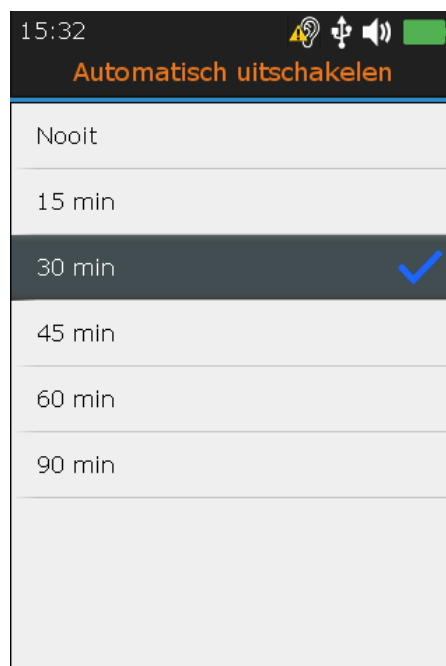 15:32
Automatisch uitschakelen
Nooit
15 min
30 min
45 min
60 min
90 min